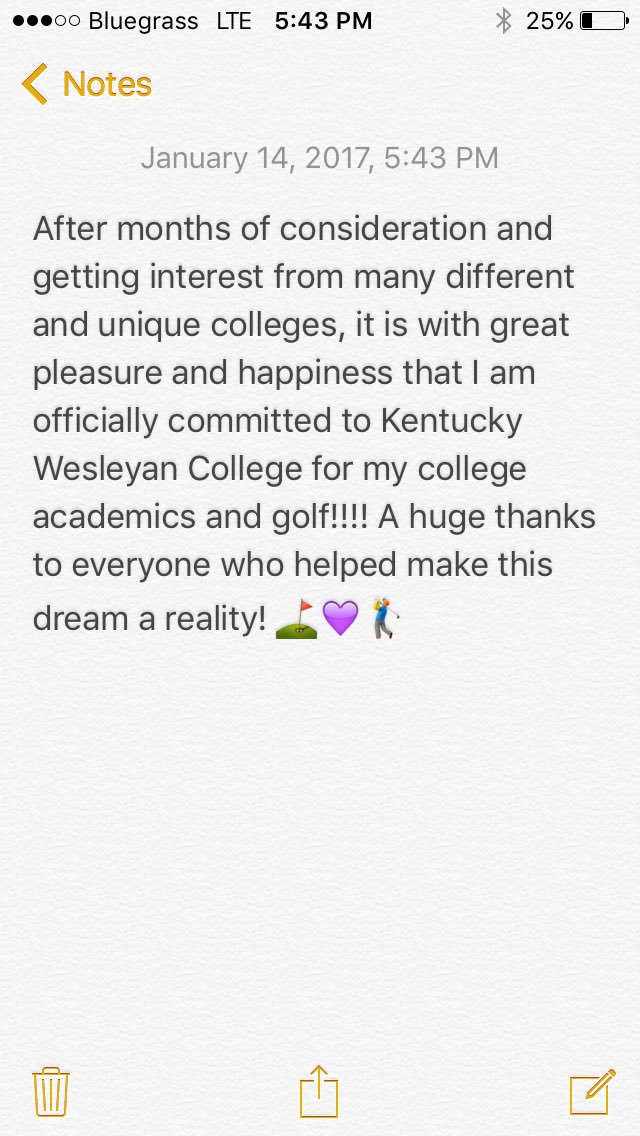 Bluegrass LTE 5:43 PM 25%
Notes
January 14, 2017, 5:43 PM
After months of consideration and
getting interest from many different
and unique colleges, it is with great
pleasure and happiness that I am
officially committed to Kentucky
Wesleyan College for my college
academics and golf!!!! A huge thanks
to everyone who helped make this
dream a reality! ⛳💜🏌